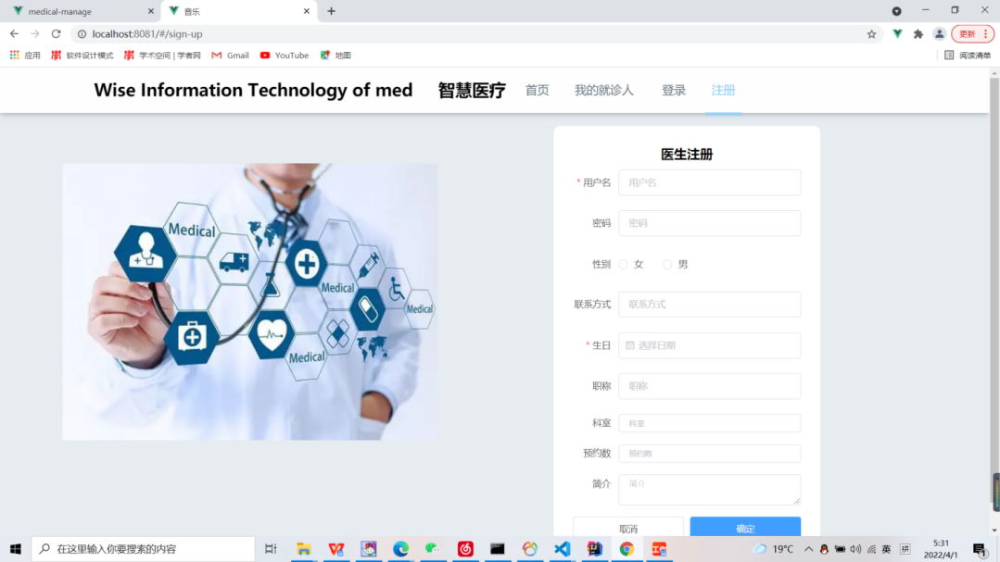 medical-manage
音乐
localhost:8081/#/sign-up
更新
应用
软件设计模式
学术空间 | 学者网
Gmail
YouTube
地图
阅读清单
Wise Information Technology of med 智慧医疗 首页 我的就诊人 登录 注册
医生注册
* 用户名 用户名
密码 密码
性别 女 男
联系方式 联系方式
* 生日 选择日期
职称 职称
科室 科室
预约数 预约数
简介 简介
取消 确定
Medical
Medical
Medical
Medical
在这里输入你要搜索的内容
19°C
英
拼
5:31
2022/4/1
1